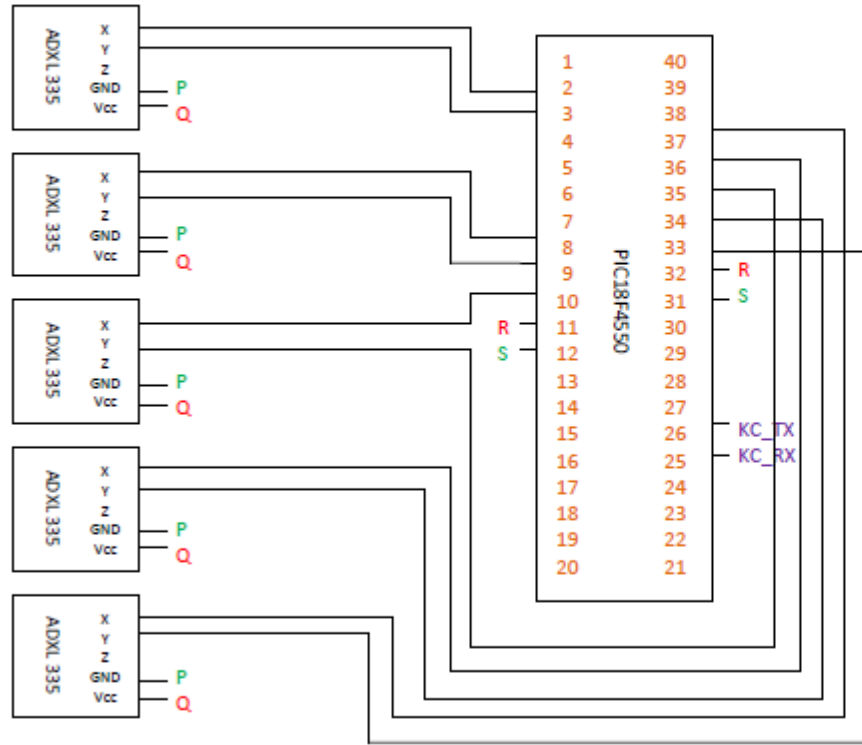 ADXL 335
X
Y
Z
GND
Vcc
P
Q
ADXL 335
X
Y
Z
GND
Vcc
P
Q
ADXL 335
X
Y
Z
GND
Vcc
P
Q
ADXL 335
X
Y
Z
GND
Vcc
P
Q
ADXL 335
X
Y
Z
GND
Vcc
P
Q
R
S
PIC18F4550
1 40
2 39
3 38
4 37
5 36
6 35
7 34
8 33
9 32
10 31
11 30
12 29
13 28
14 27
15 26
16 25
17 24
18 23
19 22
20 21
R
S
KC_TX
KC_RX